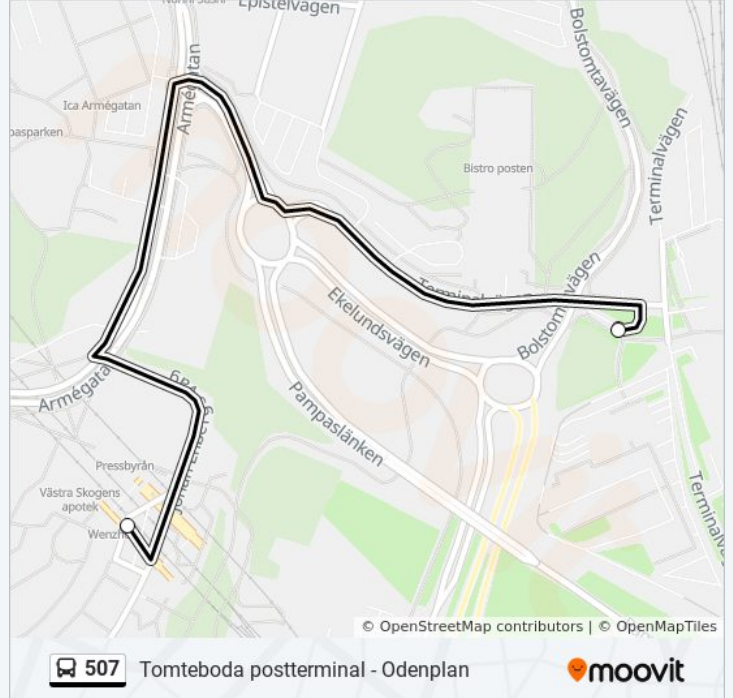 Epistelvägen
Bolstomtavägen
Armégatan
Ica Armégatan
Terminalvägen
Bistro posten
Bolstomtavägen
Ekelundsvägen
Armégatan
Pampaslänken
Pressbyrån
Västra Skogens
apotek
© OpenStreetMap contributors | © OpenMapTiles
507 Tomteboda postterminal - Odenplan moovit